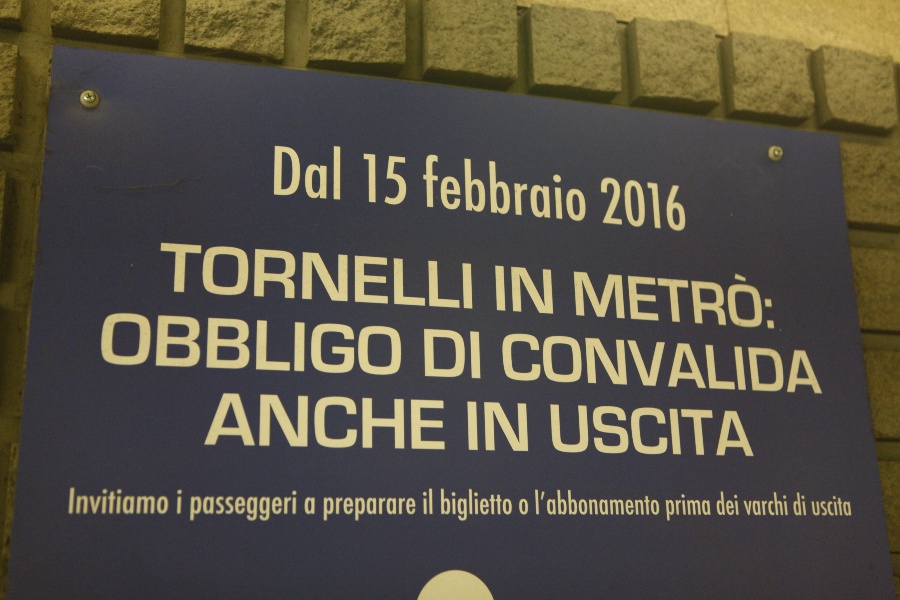 Dal 15 febbraio 2016
TORNELLI IN METRÒ:
OBBLIGO DI CONVALIDA
ANCHE IN USCITA
Invitiamo i passeggeri a preparare il biglietto o l'abbonamento prima dei varchi di uscita